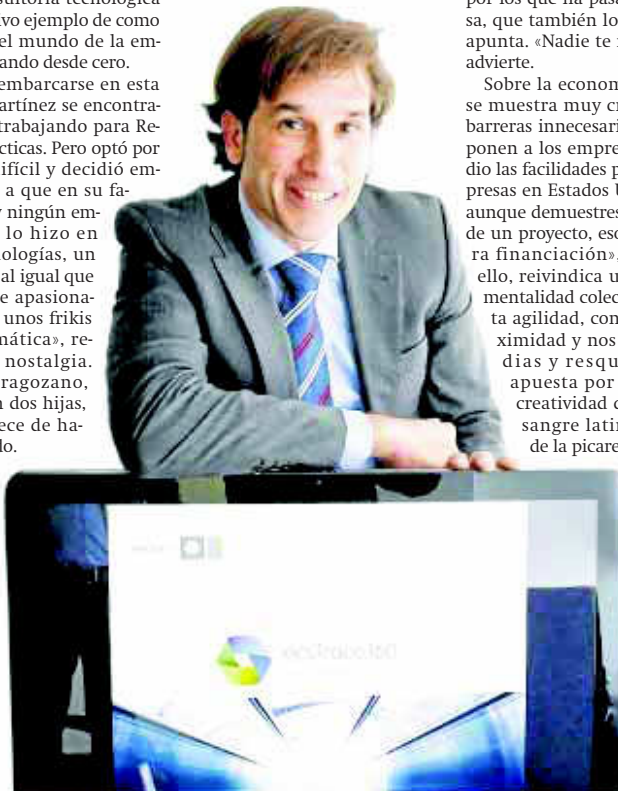 sultoría tecnológica
ivo ejemplo de como
el mundo de la em-
ando desde cero.
embarcarse en esta
artínez se encontra-
trabajando para Re-
cticas. Pero optó por
ifícil y decidió em-
a que en su fa-
y ningún em-
lo hizo en
nologías, un
al igual que
e apasiona-
unos frikis
mática», re-
nostalgia.
ragozano,
n dos hijas,
ece de ha-
lo.
por los que ha pasa
sa, que también lo
apunta. «Nadie te
advierte.
Sobre la econom
se muestra muy cr
barreras innecesari
ponen a los empre
dio las facilidades p
presas en Estados U
aunque demuestres
de un proyecto, eso
ra financiación»,
ello, reivindica u
mentalidad colec
ta agilidad, con
ximidad y nos
dias y resqu
apuesta por
creatividad c
sangre latin
de la picare